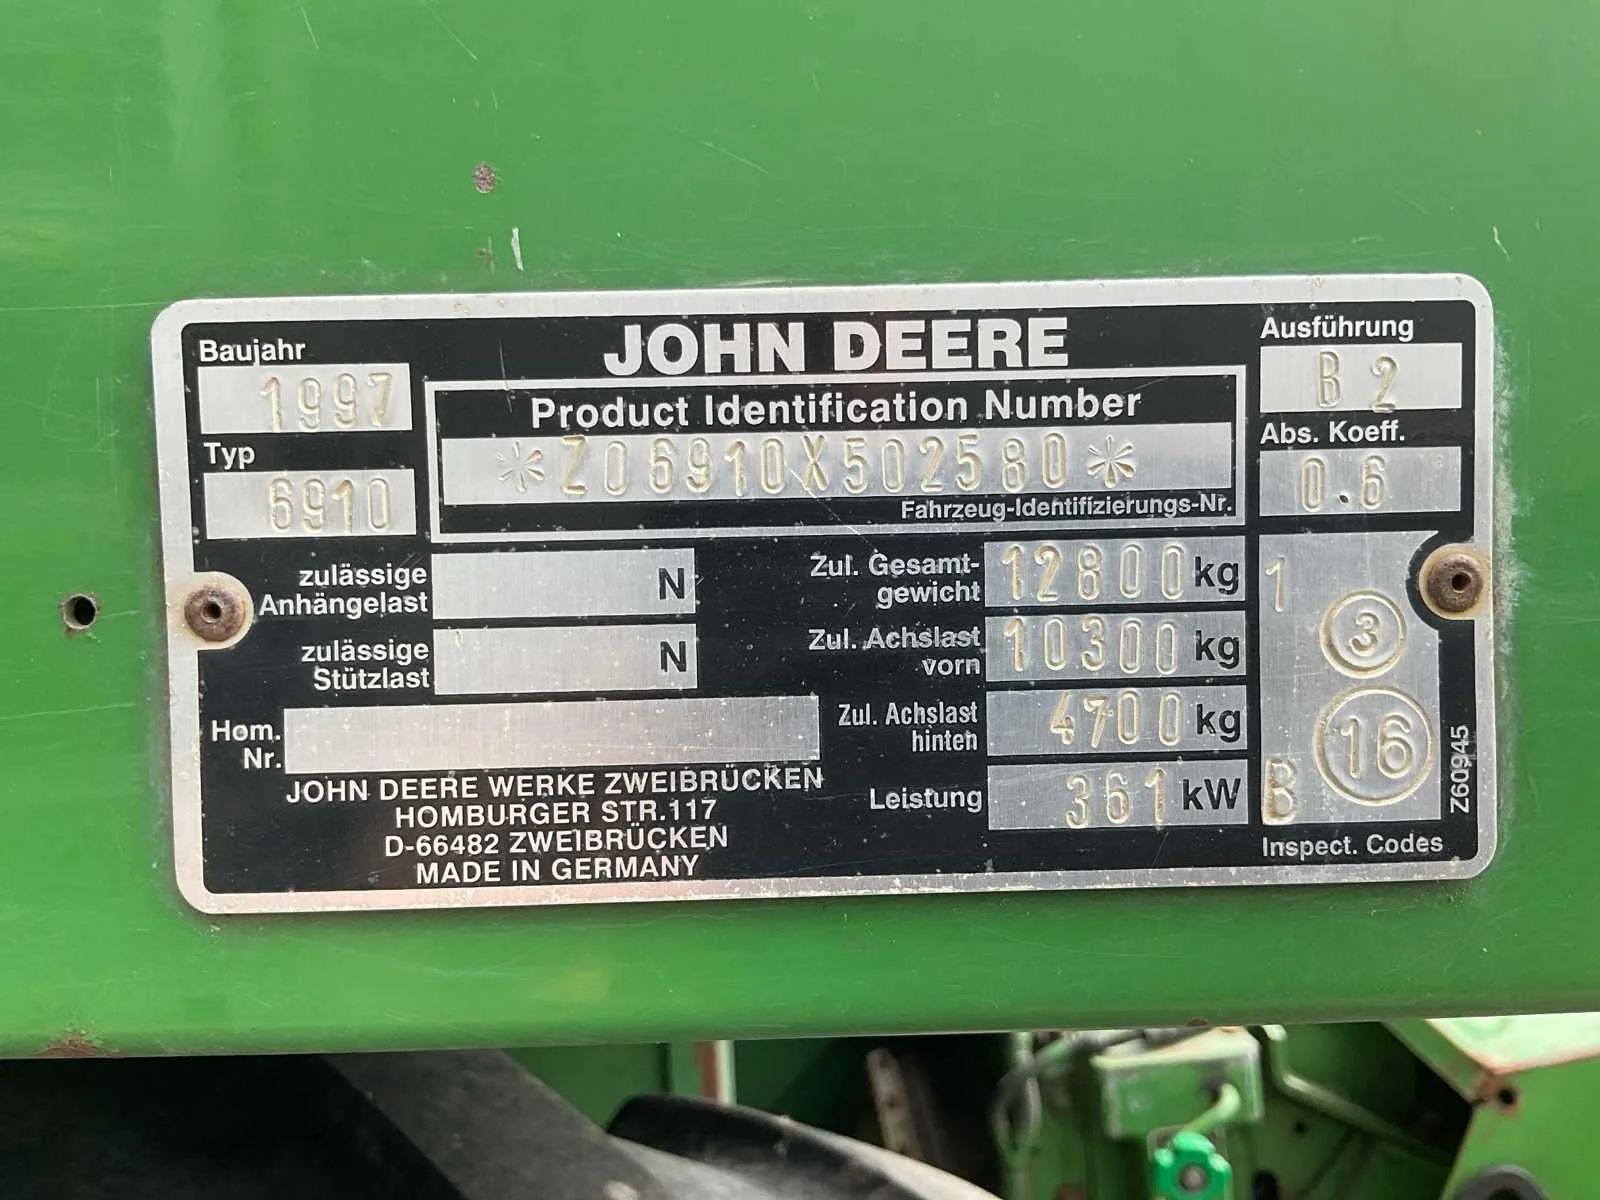 JOHN DEERE
Baujahr
1997
Typ
6910
Product Identification Number
*Z06910X502580*
Fahrzeug-Identifizierungs-Nr.
Ausführung
B 2
Abs. Koeff.
0.6
zulässige
Anhängelast
N
zulässige
Stützlast
N
Hom.
Nr.
Zul. Gesamt-
gewicht
12800 kg
Zul. Achslast
vorn
10300 kg
Zul. Achslast
hinten
4700 kg
Leistung
361 kW
1
3
16
B
Inspect. Codes
Z60945
JOHN DEERE WERKE ZWEIBRÜCKEN
HOMBURGER STR.117
D-66482 ZWEIBRÜCKEN
MADE IN GERMANY